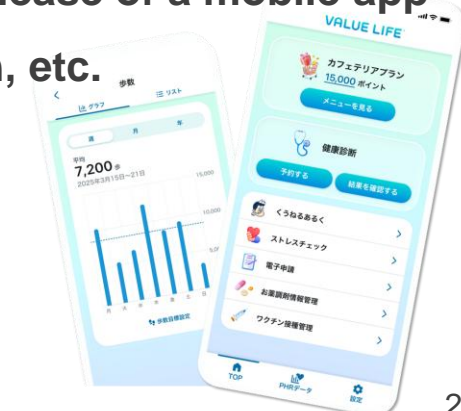 ease of a mobile app
, etc.
歩数
グラフ
リスト
週
月
年
平均
7,200 歩
2025年3月15日~21日
15,000
10,000
月 火 水 木 金 土 日
歩数目標設定
VALUE LIFE
カフェテリアプラン
15,000 ポイント
メニューを見る
健康診断
予約する
結果を確認する
くうねるあるく
ストレスチェック
電子申請
お薬調剤情報管理
ワクチン接種管理
TOP
PHRデータ
設定
2